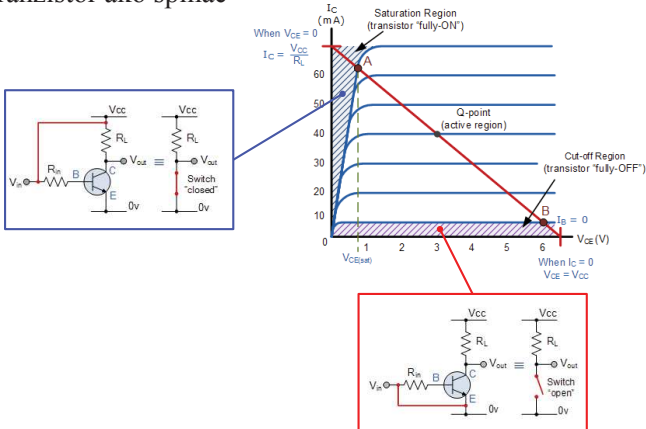 tranzistor ako spínač
I_C
(mA)
Saturation Region
(transistor "fully-ON")
When V_CE = 0
I_C = V_CC / R_L
A
60
50
40
30
20
10
0
1
2
3
4
5
6
V_CE(sat)
Q-point
(active region)
Cut-off Region
(transistor "fully-OFF")
B
I_B = 0
V_CE (V)
When I_C = 0
V_CE = V_CC
Vcc
Vcc
R_L
R_L
V_out
≡
V_out
R_in
V_in
B
C
E
Switch
"closed"
0v
0v
Vcc
Vcc
R_L
R_L
V_out
≡
V_out
R_in
V_in
B
C
E
Switch
"open"
0v
0v